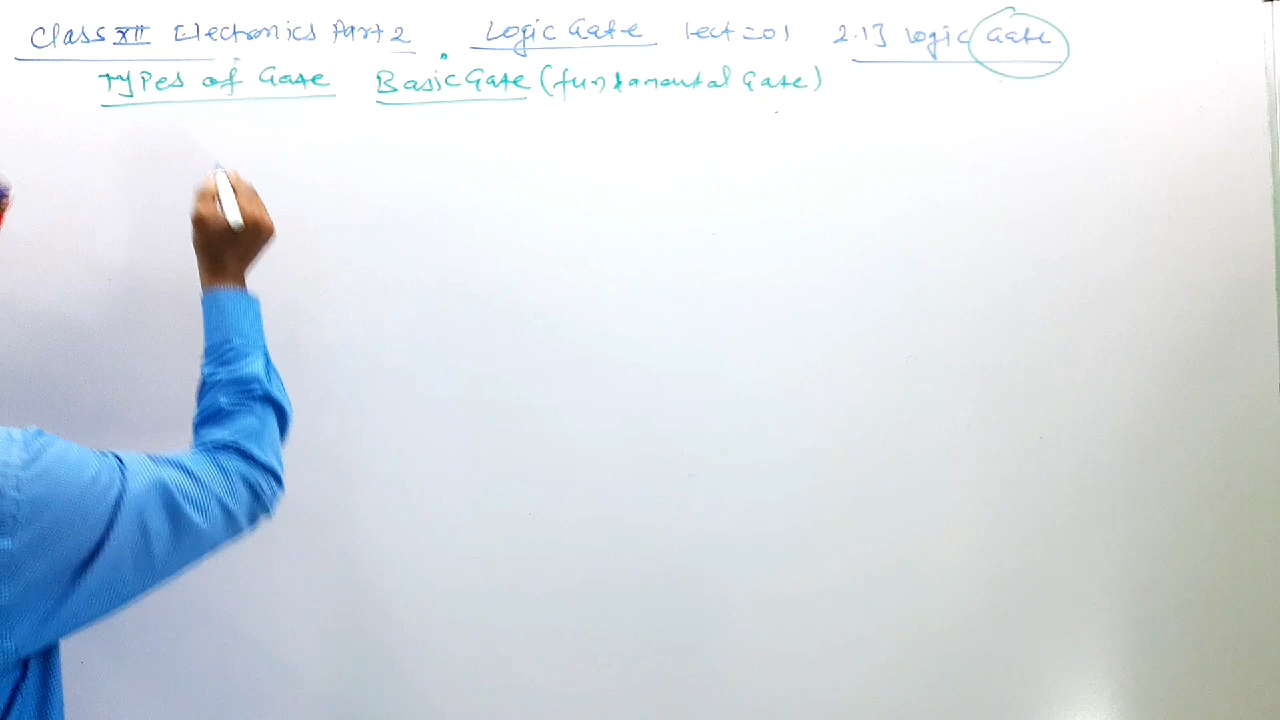 Class XII Electronics Part 2 Logic Gate Lect = 01 2.13 Logic Gate
Types of Gate Basic Gate (fundamental Gate)